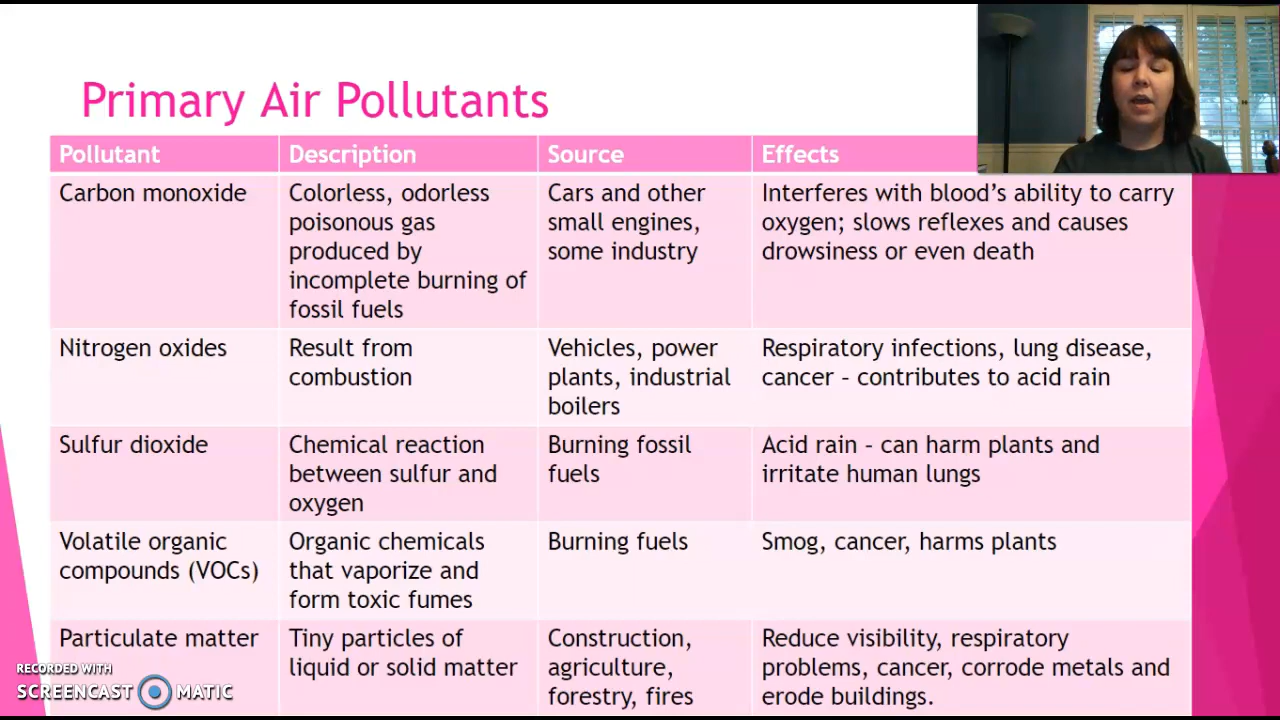 Primary Air Pollutants
Pollutant
Description
Source
Effects
Carbon monoxide
Colorless, odorless
poisonous gas
produced by
incomplete burning of
fossil fuels
Cars and other
small engines,
some industry
Interferes with blood’s ability to carry
oxygen; slows reflexes and causes
drowsiness or even death
Nitrogen oxides
Result from
combustion
Vehicles, power
plants, industrial
boilers
Respiratory infections, lung disease,
cancer – contributes to acid rain
Sulfur dioxide
Chemical reaction
between sulfur and
oxygen
Burning fossil
fuels
Acid rain – can harm plants and
irritate human lungs
Volatile organic
compounds (VOCs)
Organic chemicals
that vaporize and
form toxic fumes
Burning fuels
Smog, cancer, harms plants
Particulate matter
Tiny particles of
liquid or solid matter
Construction,
agriculture,
forestry, fires
Reduce visibility, respiratory
problems, cancer, corrode metals and
erode buildings.
RECORDED WITH
SCREENCAST MATIC